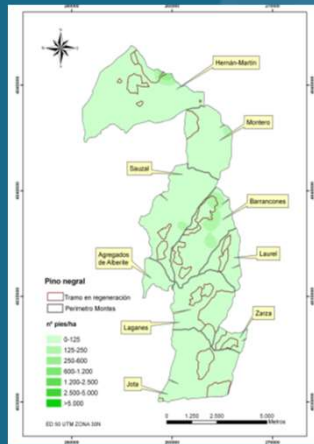 Hernán-Martín
Montero
Sauzal
Barrancones
Laurel
Agregados
de Alberite
Pino negral
Tramo en regeneración
Perimetro Montes
nº pies/ha
0-125
125-250
250-600
600-1.200
1.200-2.500
2.500-5.000
>5.000
Laganes
Zarza
Jota
0 1.250 2.500 5.000
Metros
ED 50 UTM ZONA 30N